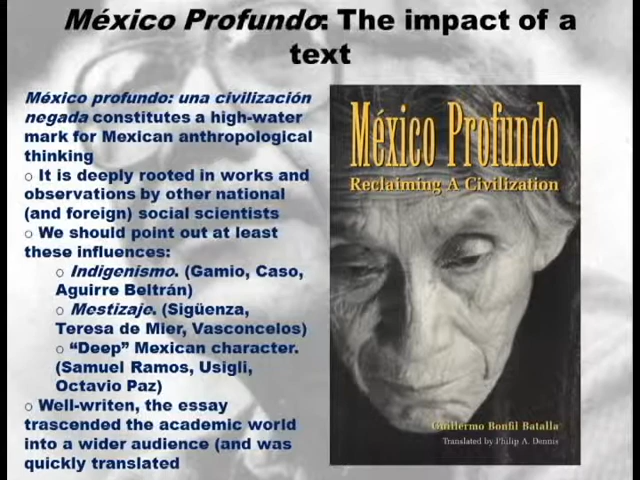 México Profundo: The impact of a
text
México profundo: una civilización
negada constitutes a high-water
mark for Mexican anthropological
thinking
o It is deeply rooted in works and
observations by other national
(and foreign) social scientists
o We should point out at least
these influences:
o Indigenismo. (Gamio, Caso,
Aguirre Beltrán)
o Mestizaje. (Sigüenza,
Teresa de Mier, Vasconcelos)
o “Deep” Mexican character.
(Samuel Ramos, Usigli,
Octavio Paz)
o Well-writen, the essay
trascended the academic world
into a wider audience (and was
quickly translated
México Profundo
Reclaiming A Civilization
Guillermo Bonfil Batalla
Translated by Philip A. Dennis